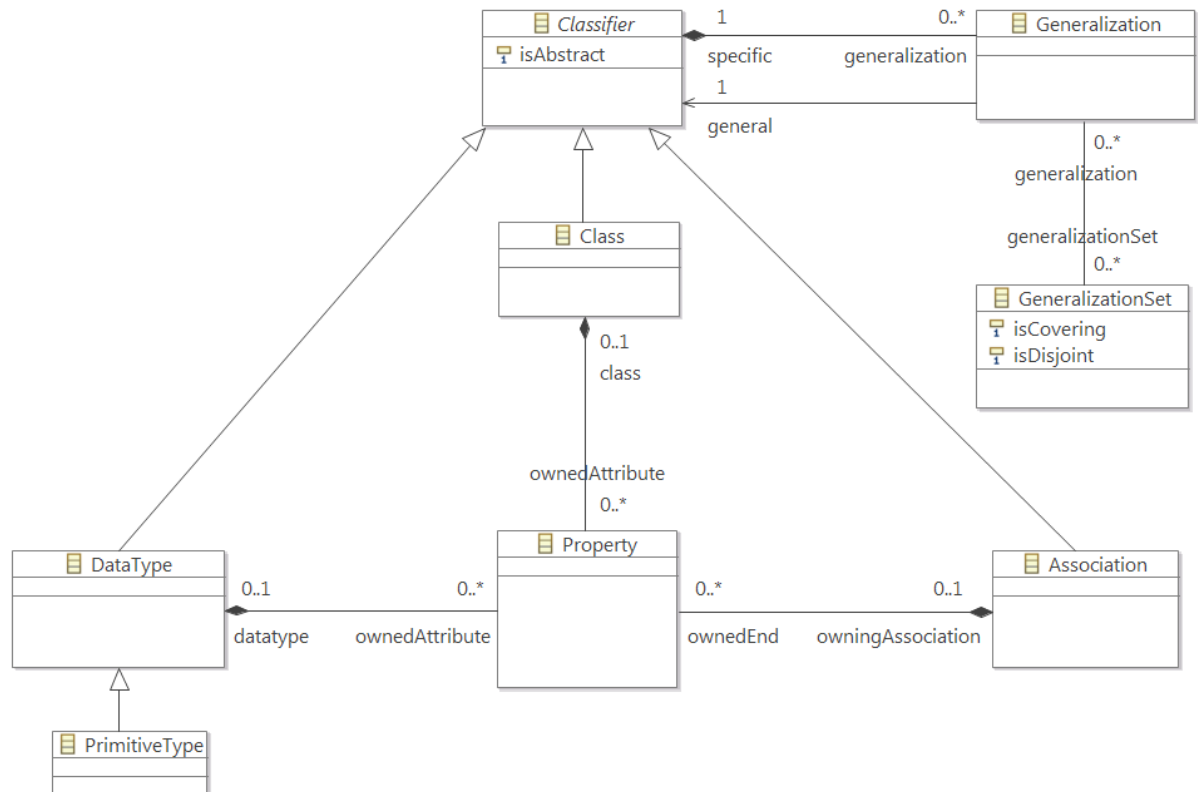 Classifier
isAbstract
1
0..*
specific
generalization
1
general
Generalization
0..*
generalization
generalizationSet
0..*
GeneralizationSet
isCovering
isDisjoint
Class
0..1
class
ownedAttribute
0..*
DataType
0..1
0..*
datatype
ownedAttribute
Property
0..*
0..1
ownedEnd
owningAssociation
Association
PrimitiveType